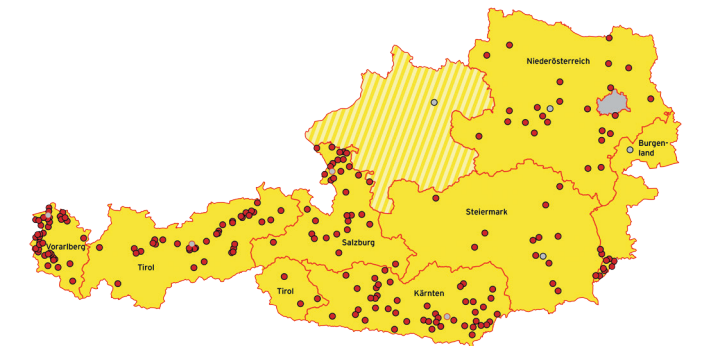 Niederösterreich
Burgen-
land
Steiermark
Vorarlberg
Salzburg
Tirol
Tirol
Kärnten